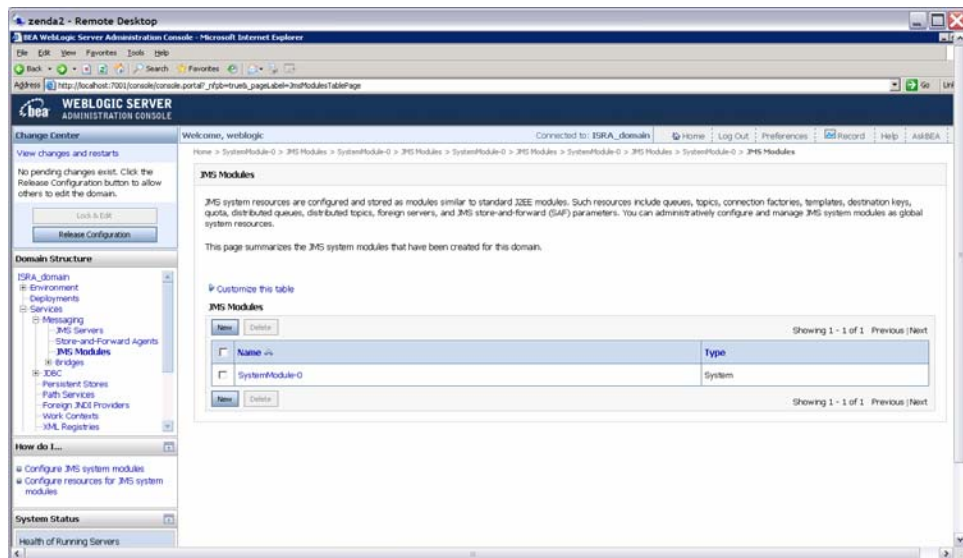 zenda2 - Remote Desktop
BEA WebLogic Server Administration Console - Microsoft Internet Explorer
File Edit View Favorites Tools Help
Back Search Favorites
Address http://localhost:7001/console/console.portal?_nfpb=true&_pageLabel=JmsModulesTablePage Go
bea WEBLOGIC SERVER
ADMINISTRATION CONSOLE
Change Center
View changes and restarts
No pending changes exist. Click the
Release Configuration button to allow
others to edit the domain.
Lock & Edit
Release Configuration
Domain Structure
ISRA_domain
Environment
Deployments
Services
Messaging
JMS Servers
Store-and-Forward Agents
JMS Modules
Bridges
JDBC
Persistent Stores
Path Services
Foreign JNDI Providers
Work Contexts
XML Registries
How do I...
Configure JMS system modules
Configure resources for JMS system
modules
System Status
Health of Running Servers
Welcome, weblogic Connected to: ISRA_domain Home Log Out Preferences Record Help AskBEA
Home > SystemModule-0 > JMS Modules > SystemModule-0 > JMS Modules > SystemModule-0 > JMS Modules > SystemModule-0 > JMS Modules > SystemModule-0 > JMS Modules
JMS Modules
JMS system resources are configured and stored as modules similar to standard J2EE modules. Such resources include queues, topics, connection factories, templates, destination keys,
quota, distributed queues, distributed topics, foreign servers, and JMS store-and-forward (SAF) parameters. You can administratively configure and manage JMS system modules as global
system resources.
This page summarizes the JMS system modules that have been created for this domain.
Customize this table
JMS Modules
New Delete Showing 1 - 1 of 1 Previous | Next
Name Type
SystemModule-0 System
New Delete Showing 1 - 1 of 1 Previous | Next